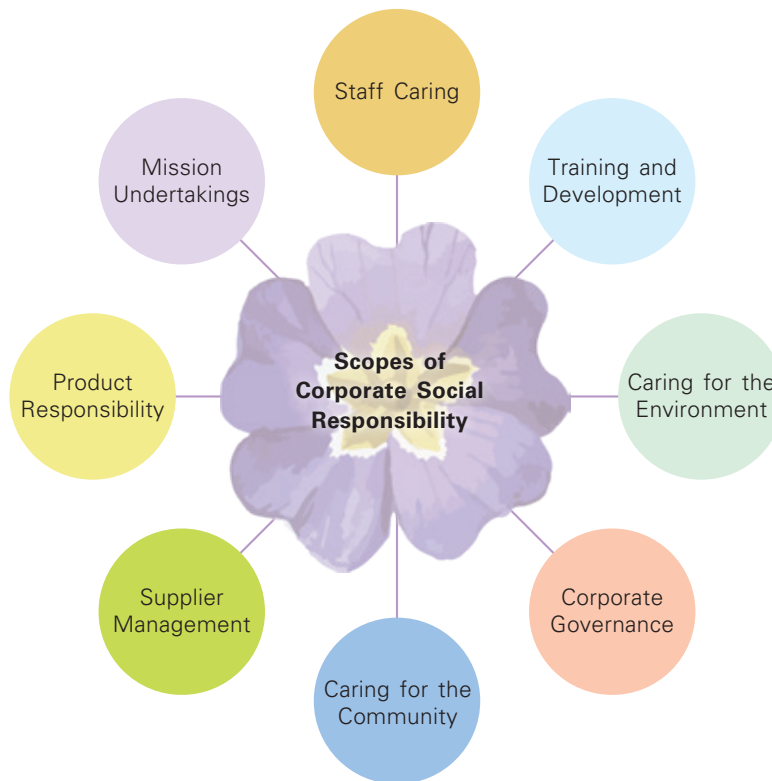 Staff Caring
Mission
Undertakings
Training and
Development
Product
Responsibility
Scopes of
Corporate Social
Responsibility
Caring for the
Environment
Supplier
Management
Corporate
Governance
Caring for the
Community